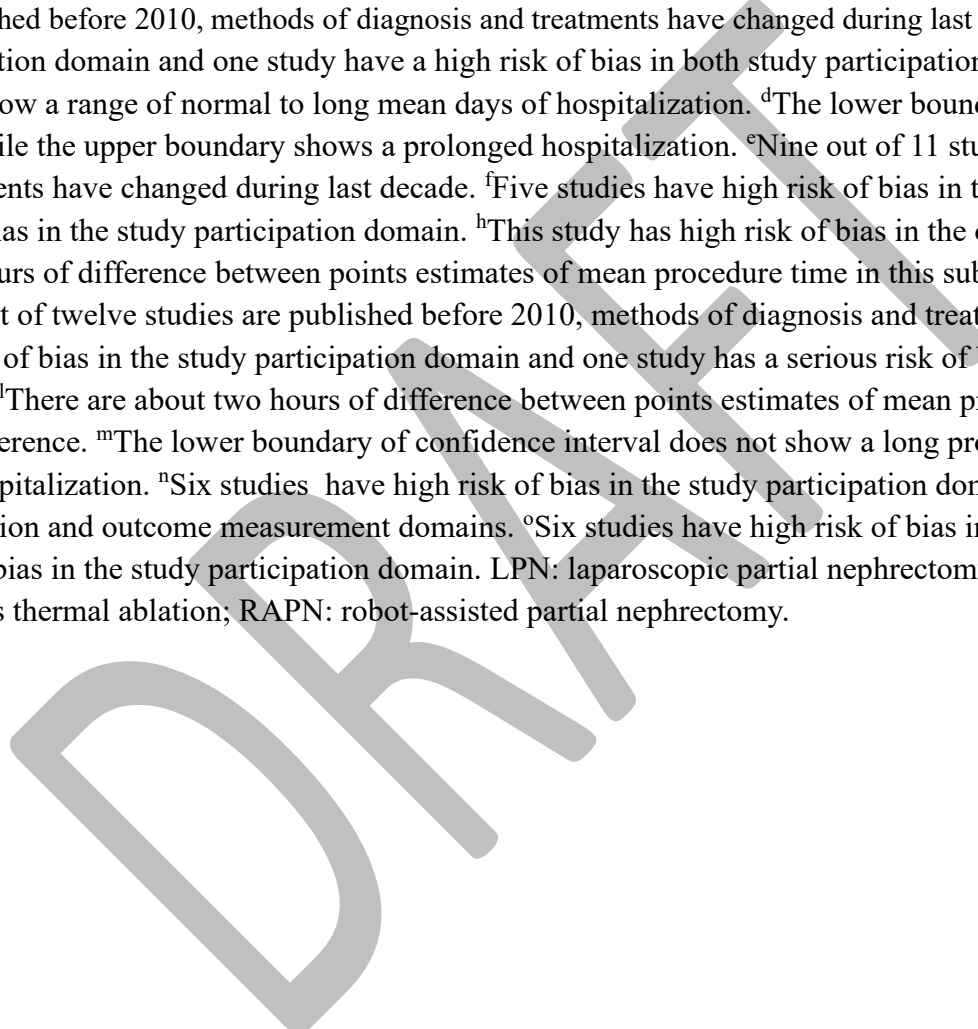 hed before 2010, methods of diagnosis and treatments have changed during last
tion domain and one study have a high risk of bias in both study participation
ow a range of normal to long mean days of hospitalization. ᵈThe lower bound
ile the upper boundary shows a prolonged hospitalization. ᵉNine out of 11 stu
ents have changed during last decade. ᶠFive studies have high risk of bias in t
as in the study participation domain. ʰThis study has high risk of bias in the
urs of difference between points estimates of mean procedure time in this sub
t of twelve studies are published before 2010, methods of diagnosis and treat
of bias in the study participation domain and one study has a serious risk of
ˡThere are about two hours of difference between points estimates of mean p
ference. ᵐThe lower boundary of confidence interval does not show a long pro
spitalization. ⁿSix studies have high risk of bias in the study participation dom
tion and outcome measurement domains. ᵒSix studies have high risk of bias in
bias in the study participation domain. LPN: laparoscopic partial nephrectom
s thermal ablation; RAPN: robot-assisted partial nephrectomy.
DRAFT